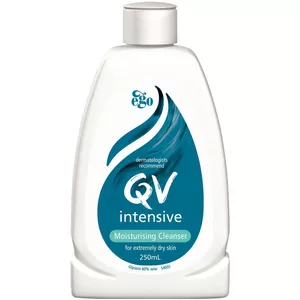 ego
dermatologists
recommend
QV
intensive
Moisturising Cleanser
for extremely dry skin
250mL